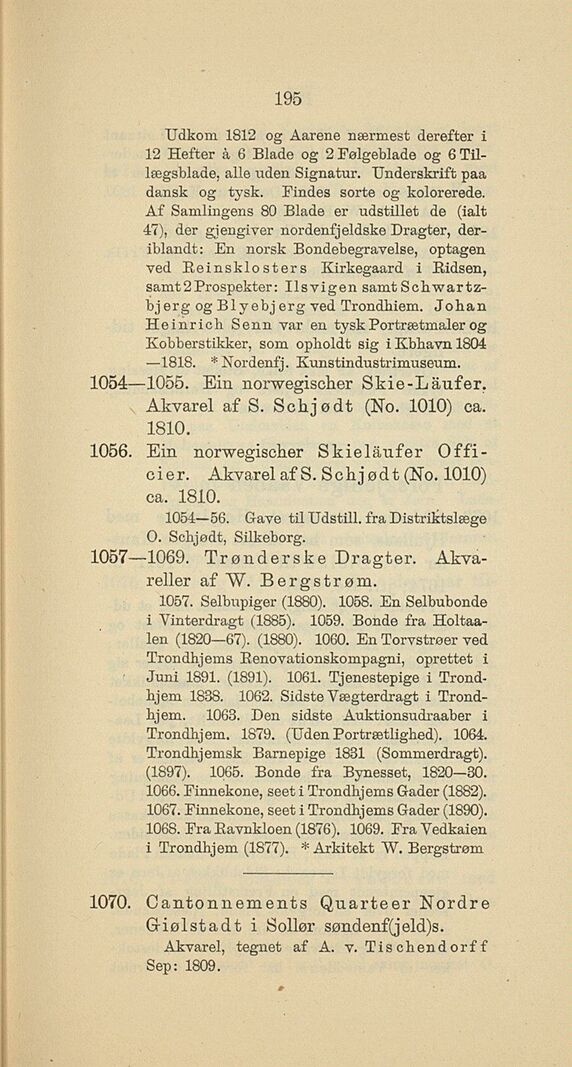 195
Udkom 1812 og Aarene nærmest derefter i
12 Hefter à 6 Blade og 2 Følgeblade og 6 Til-
lægsblade, alle uden Signatur. Underskrift paa
dansk og tysk. Findes sorte og kolorerede.
Af Samlingens 80 Blade er udstillet de (ialt
47), der gjengiver nordenfjeldske Dragter, der-
iblandt: En norsk Bondebegravelse, optagen
ved Reinsklosters Kirkegaard i Ridsen,
samt 2 Prospekter: Ilsvigen samt Schwartz-
bjerg og Blyebjerg ved Trondhiem. Johan
Heinrich Senn var en tysk Portrætmaler og
Kobberstikker, som opholdt sig i Kbhavn 1804
—1818. * Nordenfj. Kunstindustrimuseum.
1054—1055. Ein norwegischer Skie-Läufer.
Akvarel af S. Schjødt (No. 1010) ca.
1810.
1056. Ein norwegischer Skieläufer Offi-
cier. Akvarel af S. Schjødt (No. 1010)
ca. 1810.
1054—56. Gave til Udstill. fra Distriktslæge
O. Schjødt, Silkeborg.
1057—1069. Trønderske Dragter. Akva-
reller af W. Bergstrøm.
1057. Selbupiger (1880). 1058. En Selbubonde
i Vinterdragt (1885). 1059. Bonde fra Holtaa-
len (1820—67). (1880). 1060. En Torvstrøer ved
Trondhjems Renovationskompagni, oprettet i
Juni 1891. (1891). 1061. Tjenestepige i Trond-
hjem 1838. 1062. Sidste Vægterdragt i Trond-
hjem. 1063. Den sidste Auktionsudraaber i
Trondhjem. 1879. (Uden Portrætlighed). 1064.
Trondhjemsk Barnepige 1831 (Sommerdragt).
(1897). 1065. Bonde fra Bynesset, 1820—30.
1066. Finnekone, seet i Trondhjems Gader (1882).
1067. Finnekone, seet i Trondhjems Gader (1890).
1068. Fra Ravnkloen (1876). 1069. Fra Vedkaien
i Trondhjem (1877). * Arkitekt W. Bergstrøm
1070. Cantonnements Quarteer Nordre
Giølstadt i Sollør søndenf(jeld)s.
Akvarel, tegnet af A. v. Tischendorff
Sep: 1809.